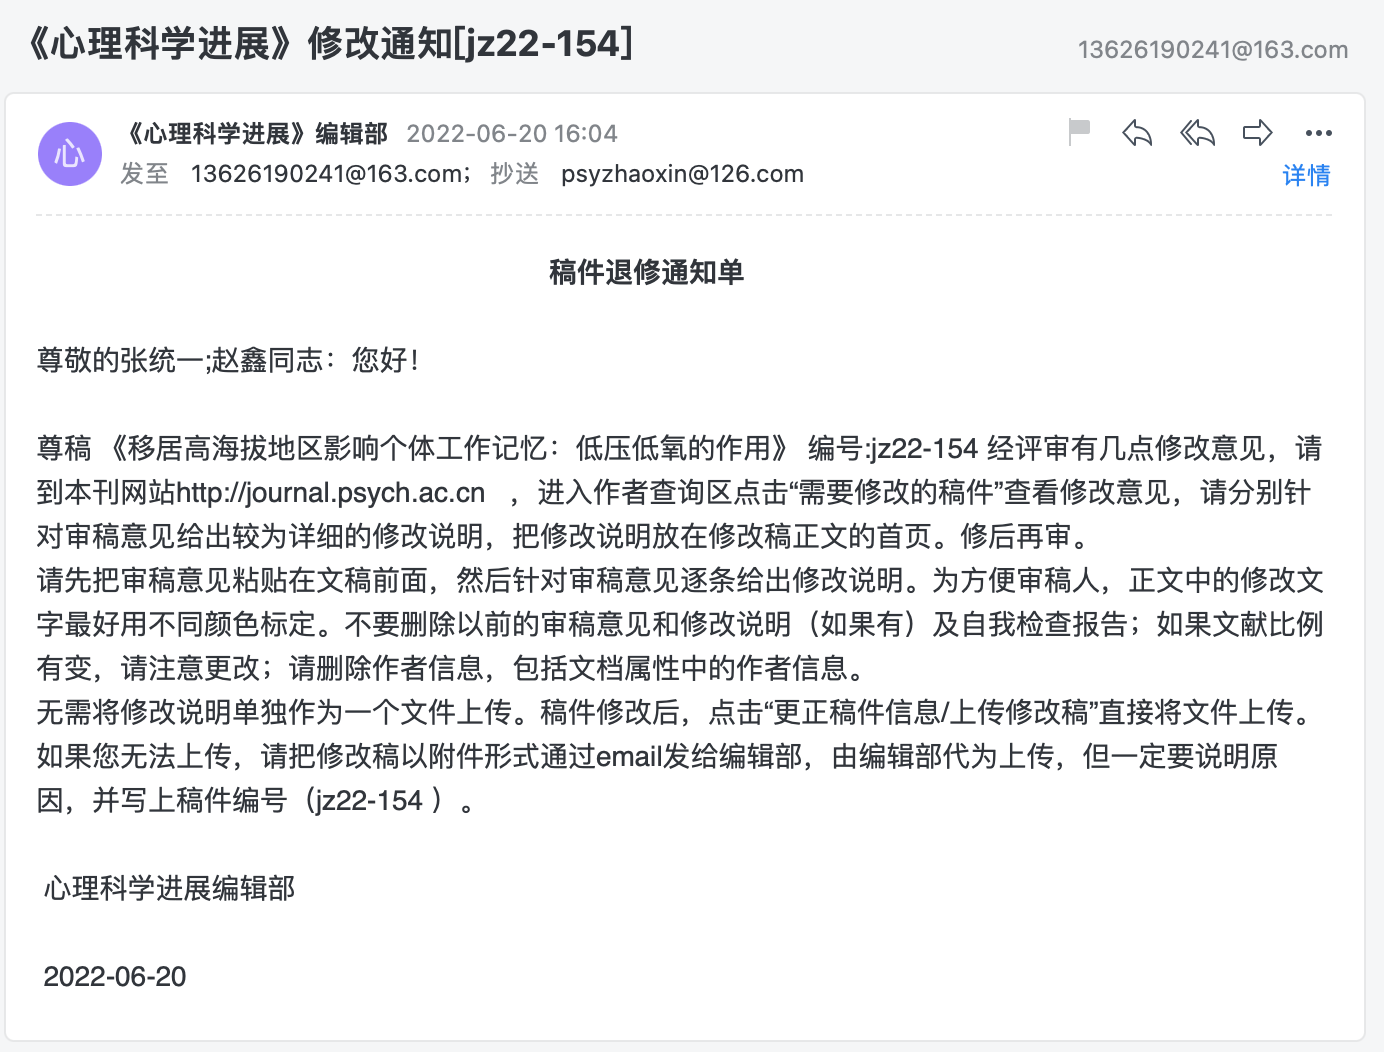 《心理科学进展》修改通知[jz22-154]
13626190241@163.com
心
《心理科学进展》编辑部 2022-06-20 16:04
发至 13626190241@163.com; 抄送 psyzhaoxin@126.com
详情
稿件退修通知单
尊敬的张统一;赵鑫同志：您好！
尊稿 《移居高海拔地区影响个体工作记忆：低压低氧的作用》 编号:jz22-154 经评审有几点修改意见，请
到本刊网站http://journal.psych.ac.cn ，进入作者查询区点击“需要修改的稿件”查看修改意见，请分别针
对审稿意见给出较为详细的修改说明，把修改说明放在修改稿正文的首页。修后再审。
请先把审稿意见粘贴在文稿前面，然后针对审稿意见逐条给出修改说明。为方便审稿人，正文中的修改文
字最好用不同颜色标定。不要删除以前的审稿意见和修改说明（如果有）及自我检查报告；如果文献比例
有变，请注意更改；请删除作者信息，包括文档属性中的作者信息。
无需将修改说明单独作为一个文件上传。稿件修改后，点击“更正稿件信息/上传修改稿”直接将文件上传。
如果您无法上传，请把修改稿以附件形式通过email发给编辑部，由编辑部代为上传，但一定要说明原
因，并写上稿件编号（jz22-154 ）。
心理科学进展编辑部
2022-06-20